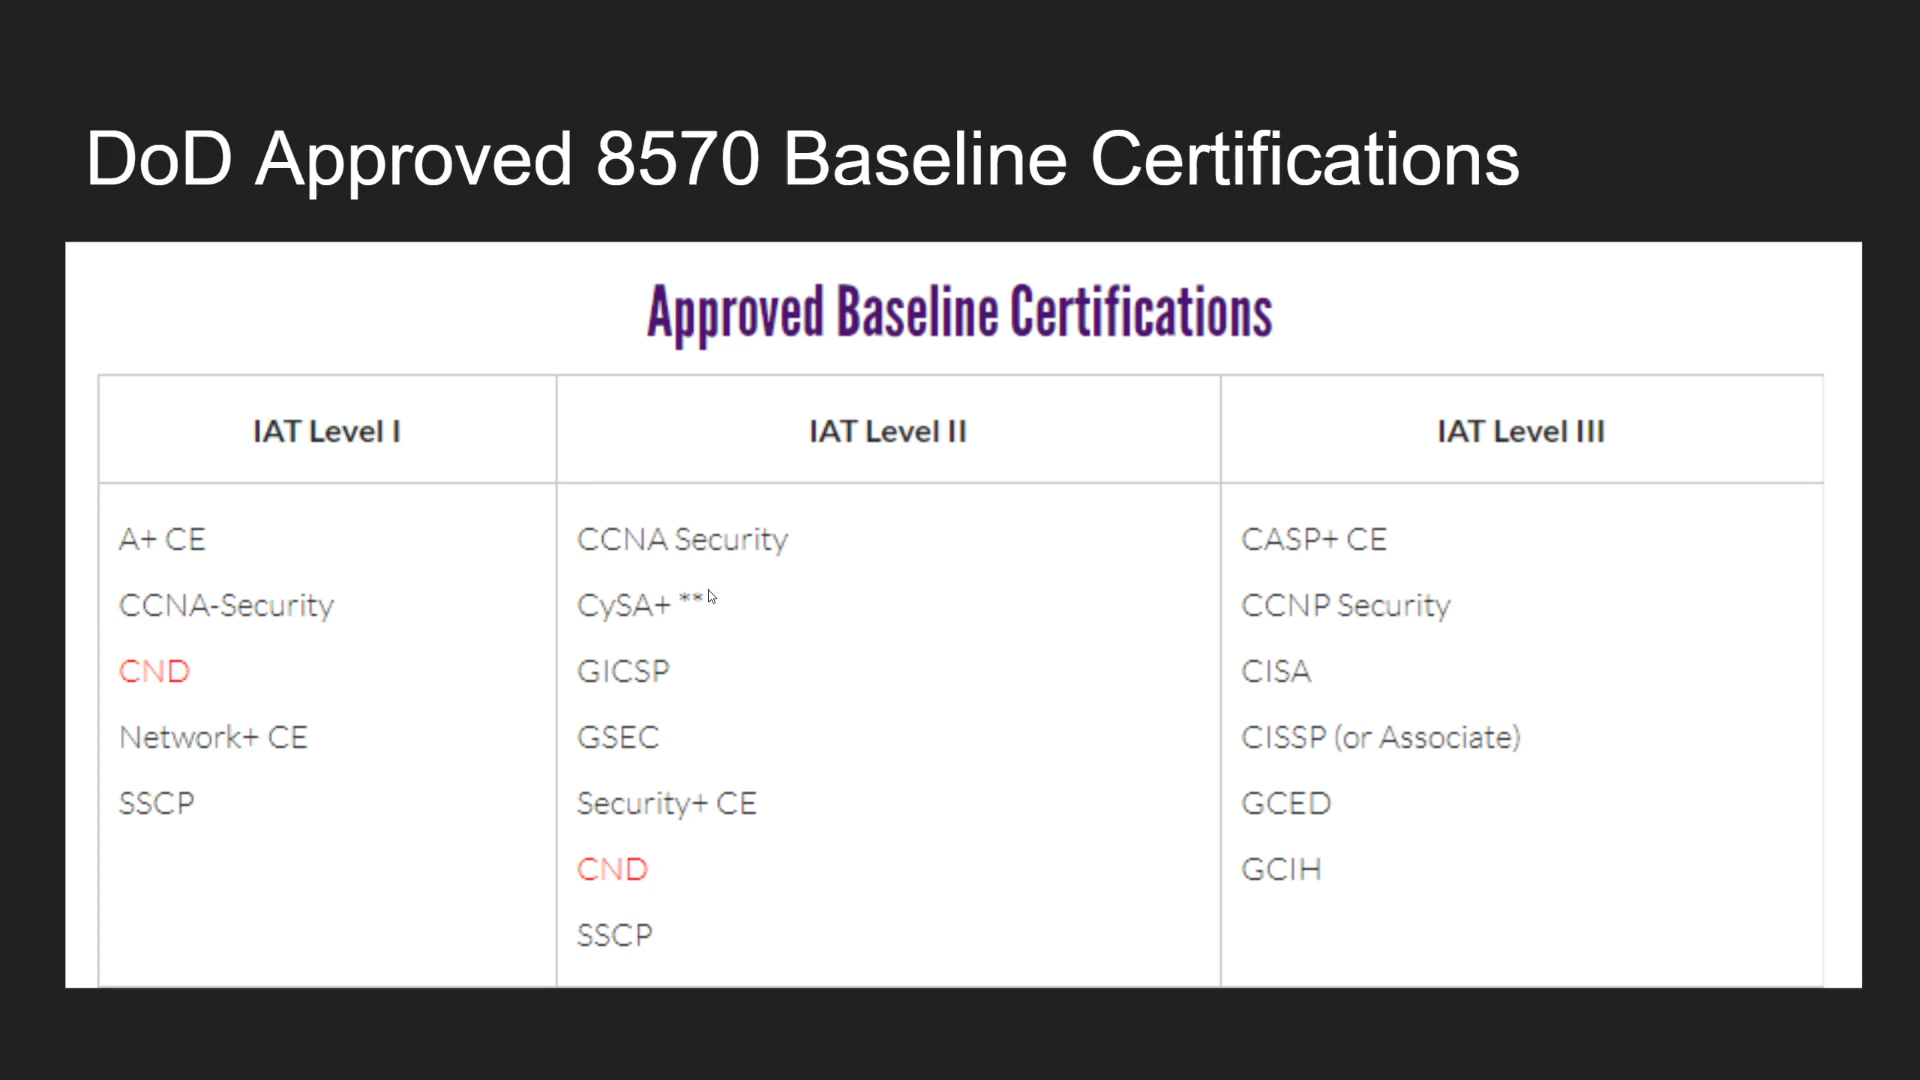 DoD Approved 8570 Baseline Certifications
Approved Baseline Certifications
IAT Level I
IAT Level II
IAT Level III
A+ CE
CCNA-Security
CND
Network+ CE
SSCP
CCNA Security
CySA+ **
GICSP
GSEC
Security+ CE
CND
SSCP
CASP+ CE
CCNP Security
CISA
CISSP (or Associate)
GCED
GCIH